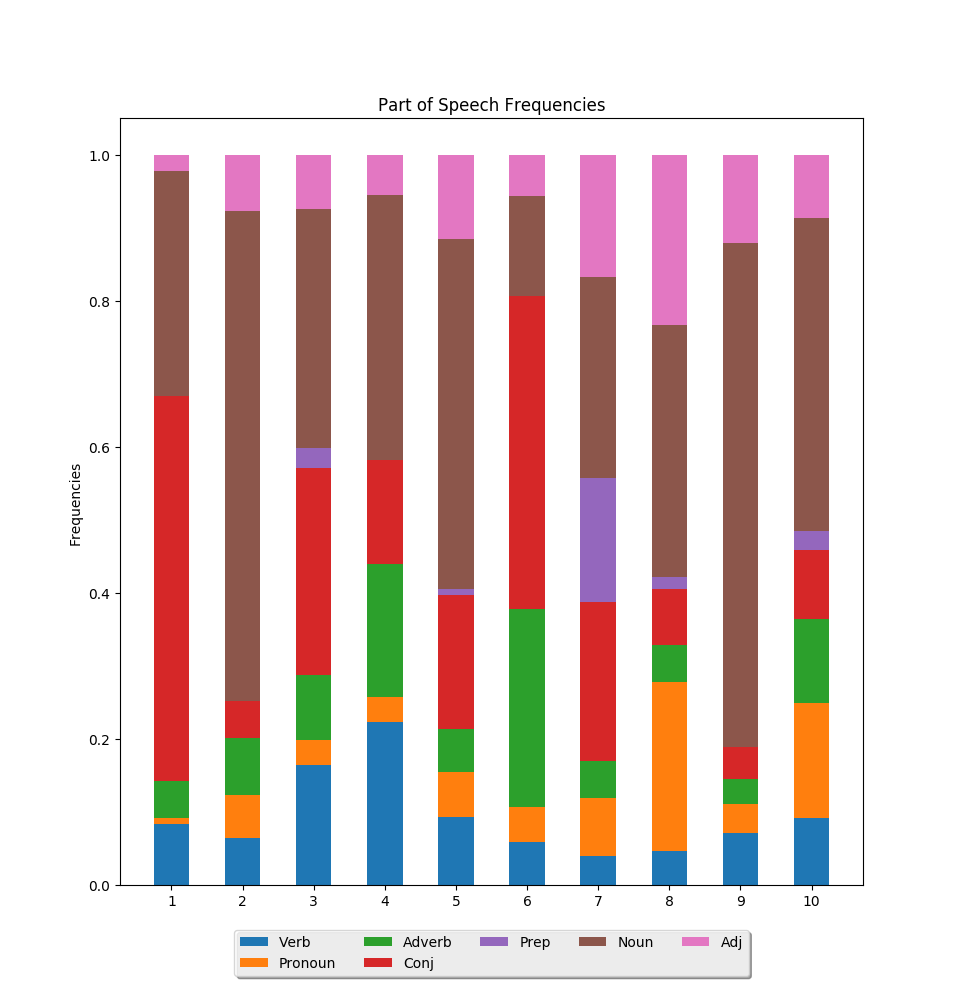 Part of Speech Frequencies
1.0
0.8
0.6
0.4
0.2
0.0
Frequencies
1 2 3 4 5 6 7 8 9 10
Verb Adverb Prep Noun Adj
Pronoun Conj